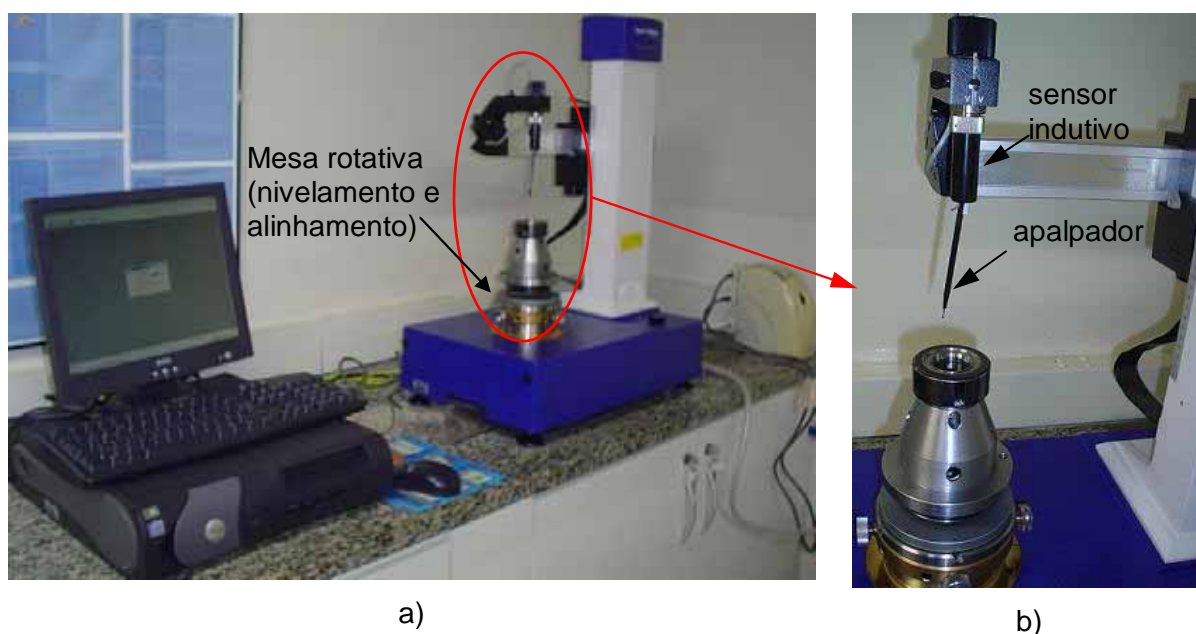 Mesa rotativa
(nivelamento e
alinhamento)
sensor
indutivo
apalpador
a)
b)